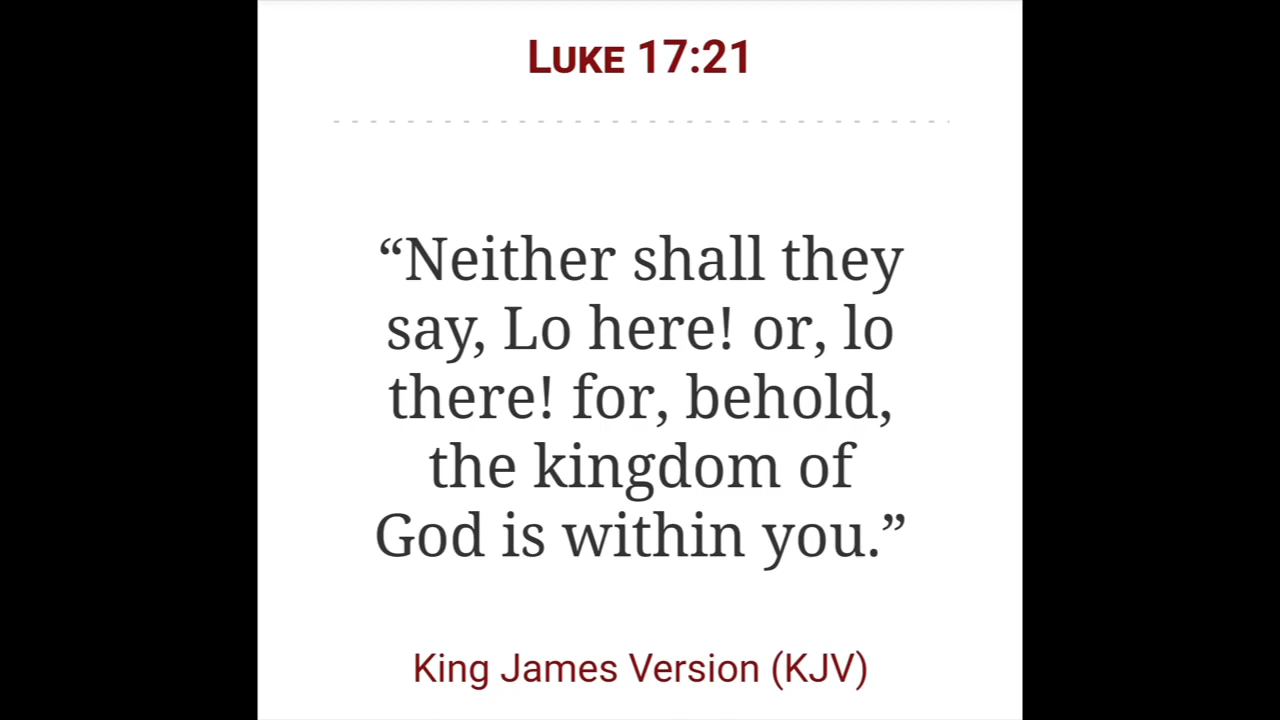 Luke 17:21
“Neither shall they
say, Lo here! or, lo
there! for, behold,
the kingdom of
God is within you.”
King James Version (KJV)